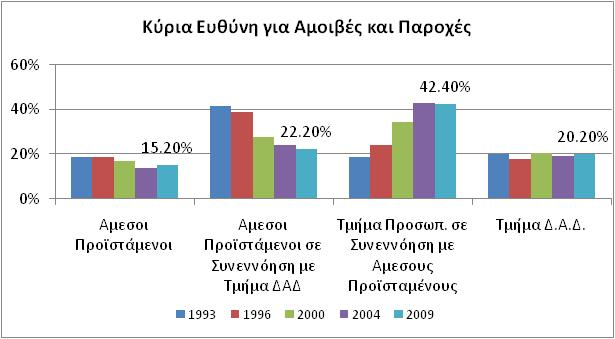 Κύρια Ευθύνη για Αμοιβές και Παροχές
60%
40%
20%
0%
15.20%
22.20%
42.40%
20.20%
Αμεσοι
Προϊστάμενοι
Αμεσοι
Προϊστάμενοι σε
Συνεννόηση με
Τμήμα ΔΑΔ
Τμήμα Προσωπ. σε
Συνεννόηση με
Αμεσους
Προϊσταμένους
Τμήμα Δ.Α.Δ.
1993 1996 2000 2004 2009